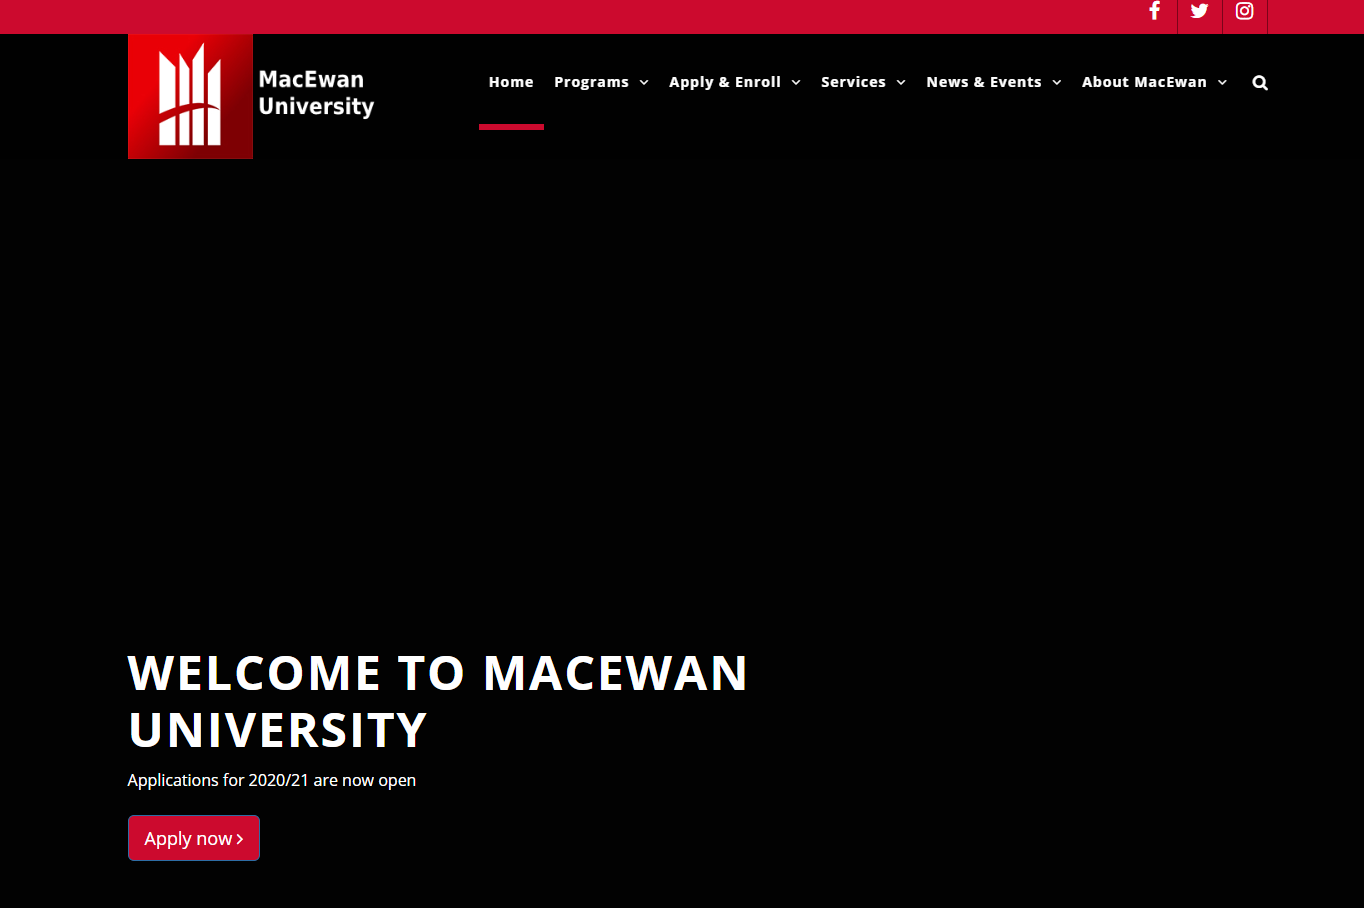 MacEwan
University
Home Programs Apply & Enroll Services News & Events About MacEwan
WELCOME TO MACEWAN
UNIVERSITY
Applications for 2020/21 are now open
Apply now